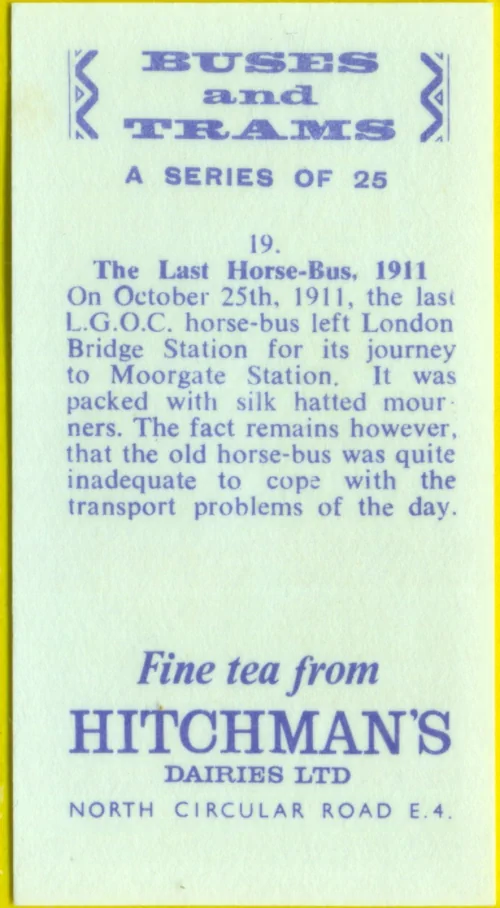 BUSES
and
TRAMS
A SERIES OF 25
19.
The Last Horse-Bus, 1911
On October 25th, 1911, the last
L.G.O.C. horse-bus left London
Bridge Station for its journey
to Moorgate Station. It was
packed with silk hatted mour-
ners. The fact remains however,
that the old horse-bus was quite
inadequate to cope with the
transport problems of the day.
Fine tea from
HITCHMAN'S
DAIRIES LTD
NORTH CIRCULAR ROAD E.4.